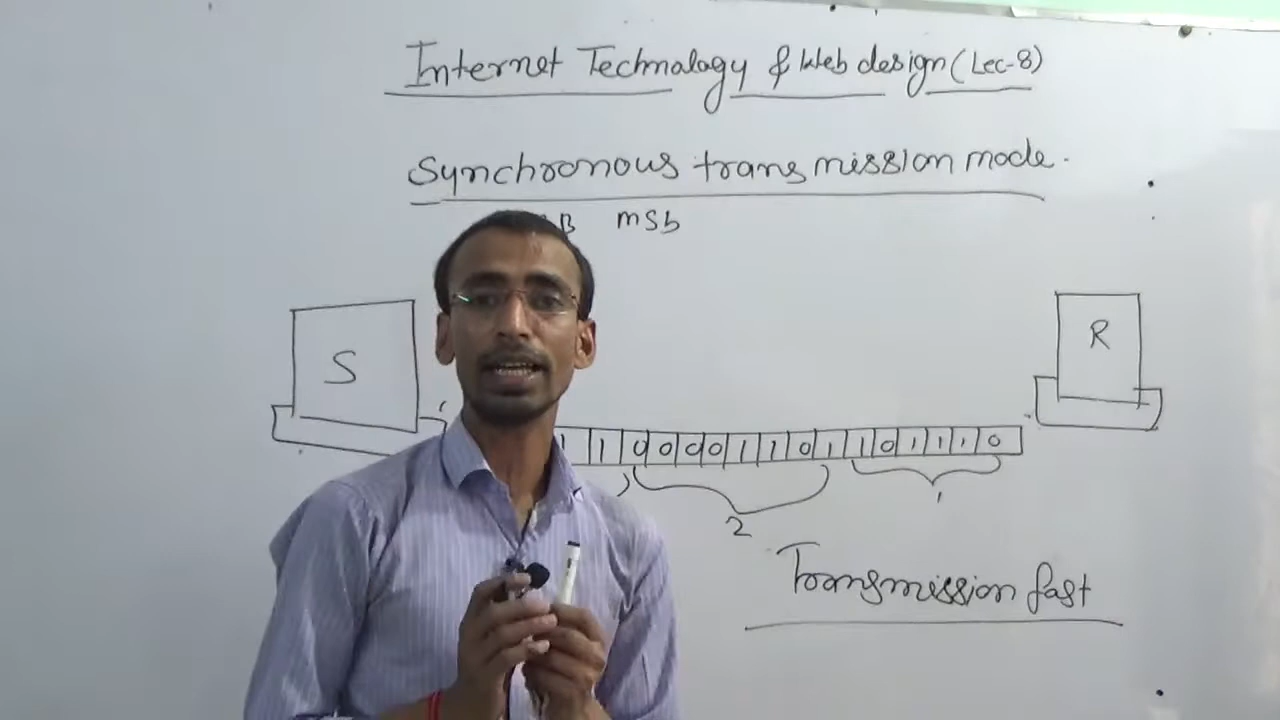 Internet Technalagy & Web design (Lec-8)
Synchronous transmission mode.
B mSb
S
R
1 1 0 0 0 0 1 1 0 1 1 0 1 1 1 0
2 1
Transmission fast